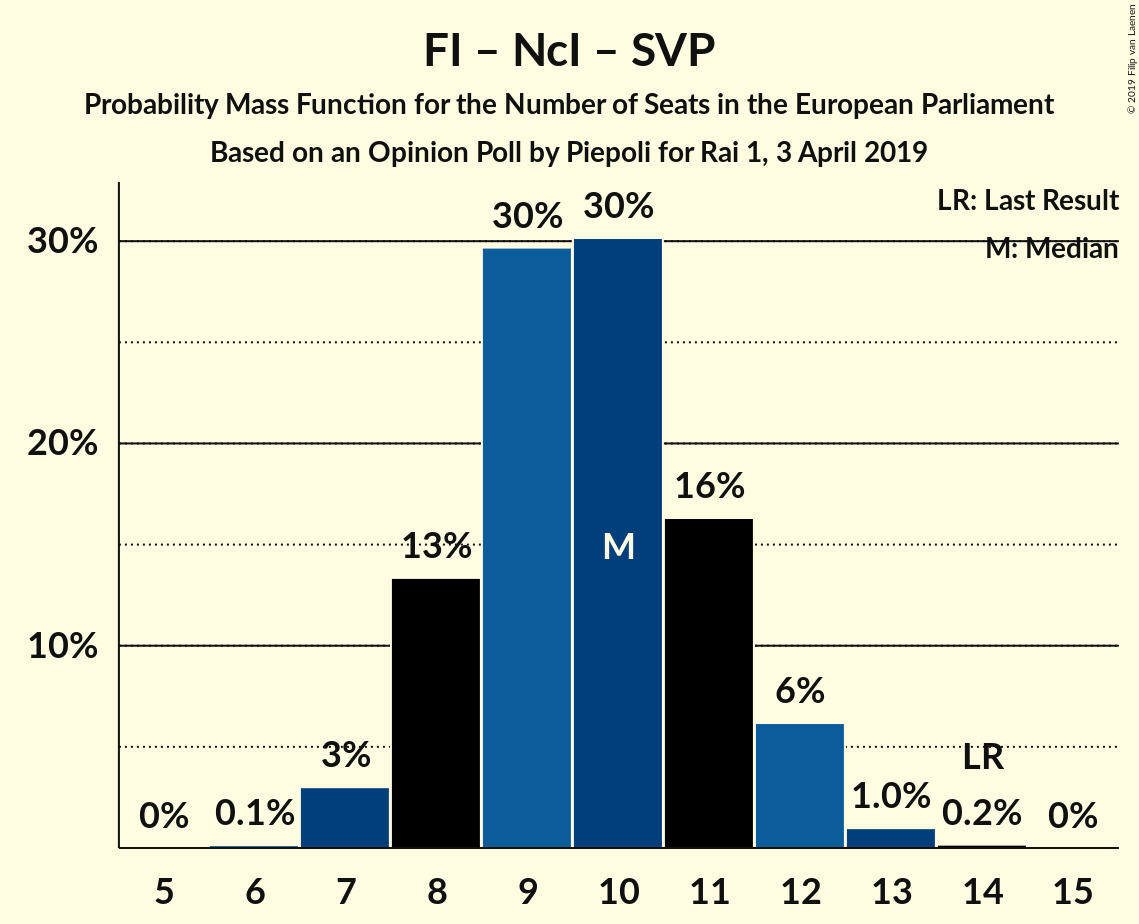 FI – NcI – SVP
Probability Mass Function for the Number of Seats in the European Parliament
Based on an Opinion Poll by Piepoli for Rai 1, 3 April 2019
© 2019 Filip van Laenen
LR: Last Result
M: Median
30%
20%
10%
0%
0.1%
3%
13%
30%
30%
M
16%
6%
1.0%
LR
0.2%
0%
5 6 7 8 9 10 11 12 13 14 15